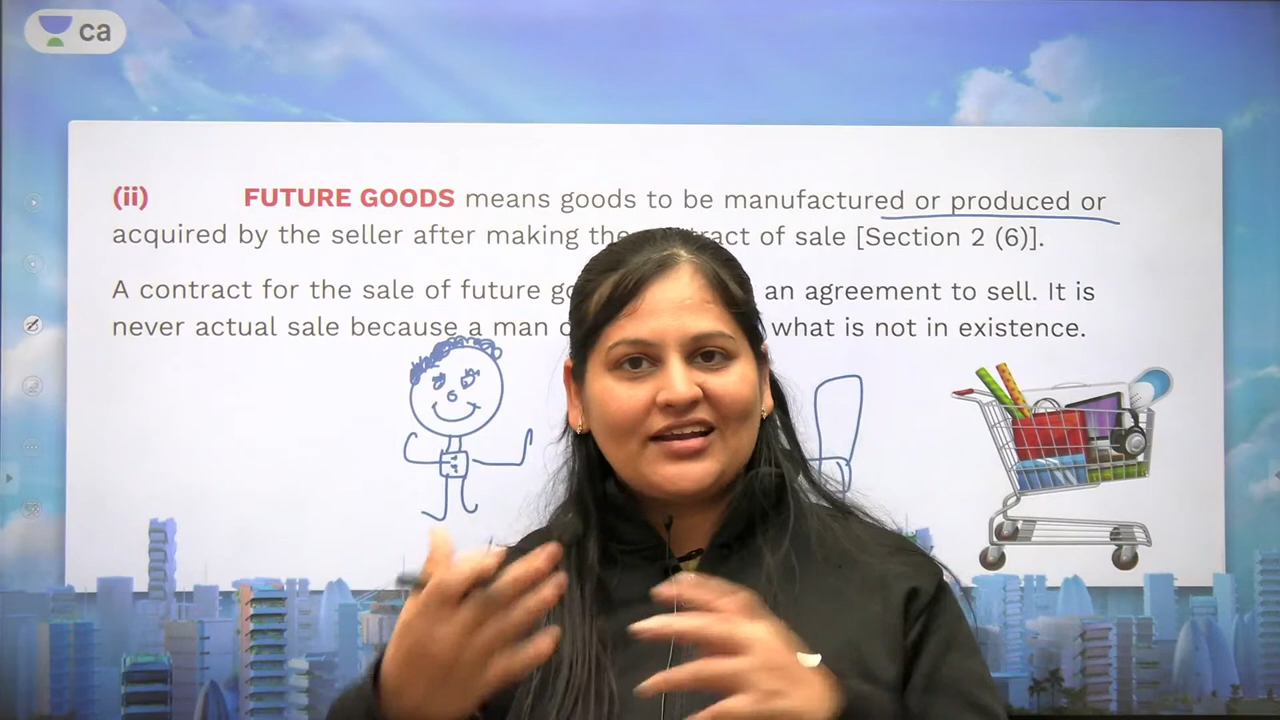 ca
(ii) FUTURE GOODS means goods to be manufactured or produced or
acquired by the seller after making the ract of sale [Section 2 (6)].
A contract for the sale of future an agreement to sell. It is
never actual sale because a man what is not in existence.